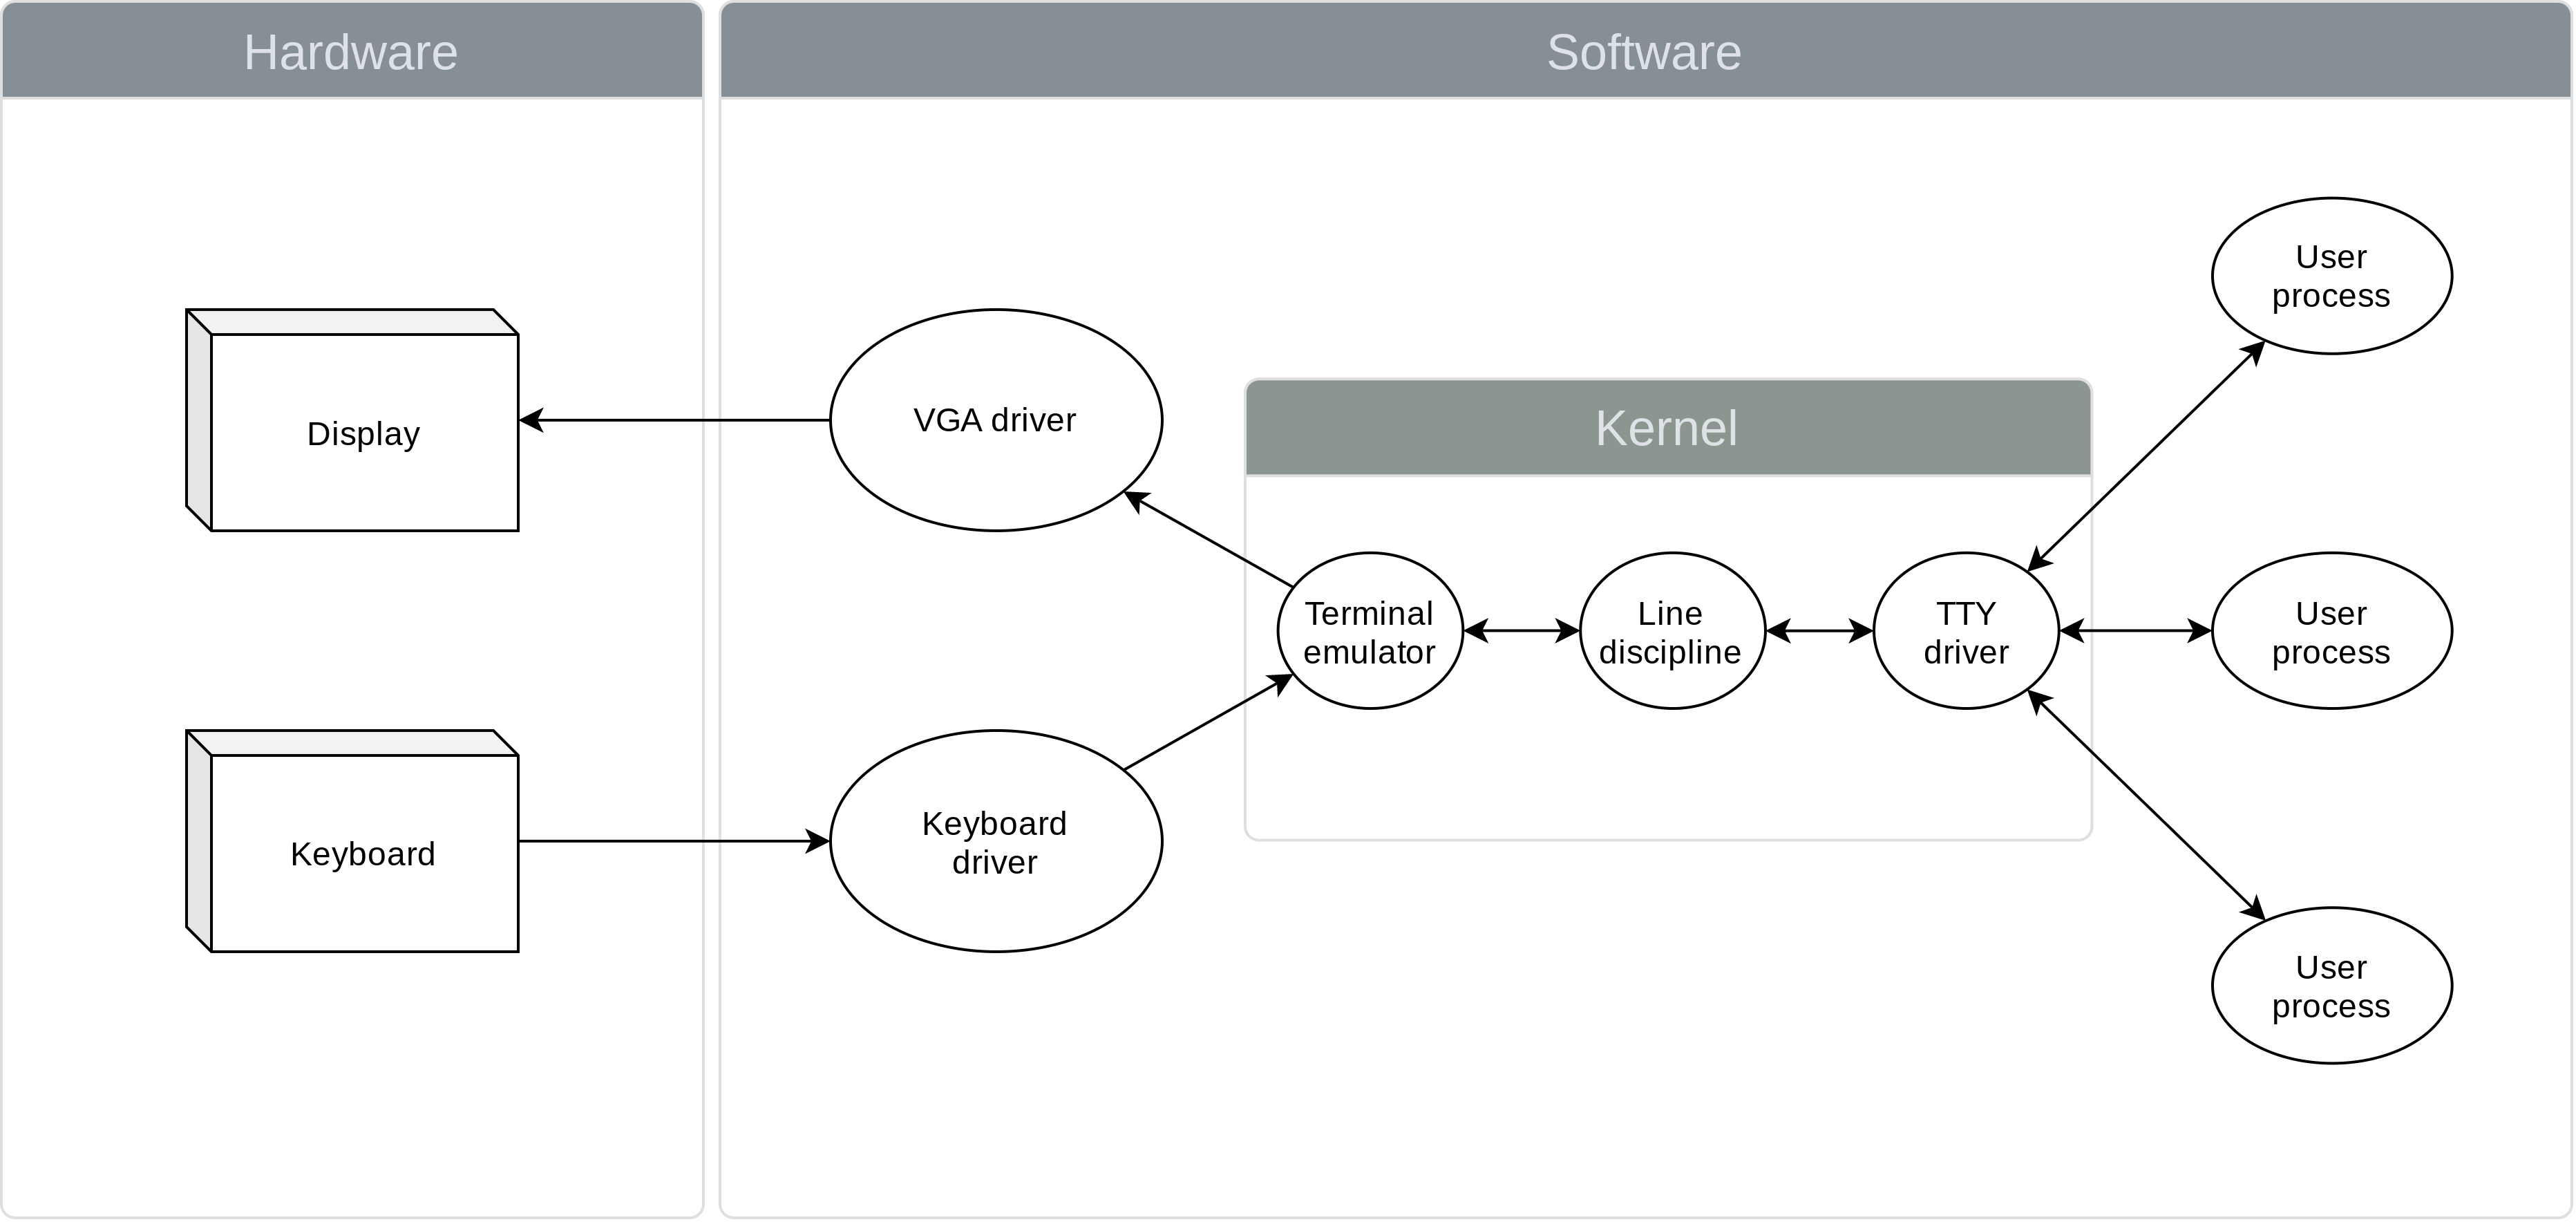 Hardware
Software
Display
VGA driver
Kernel
User
process
Terminal
emulator
Line
discipline
TTY
driver
User
process
Keyboard
Keyboard
driver
User
process